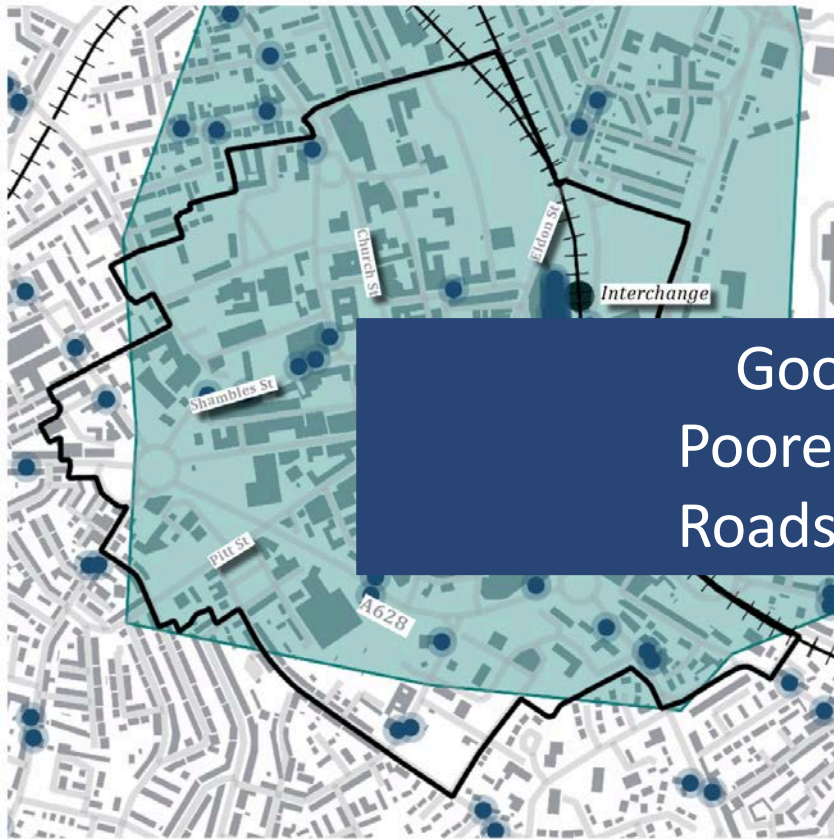 Church St
Eldon St
Interchange
Shambles St
Goo
Poore
Roads
Pitt St
A628